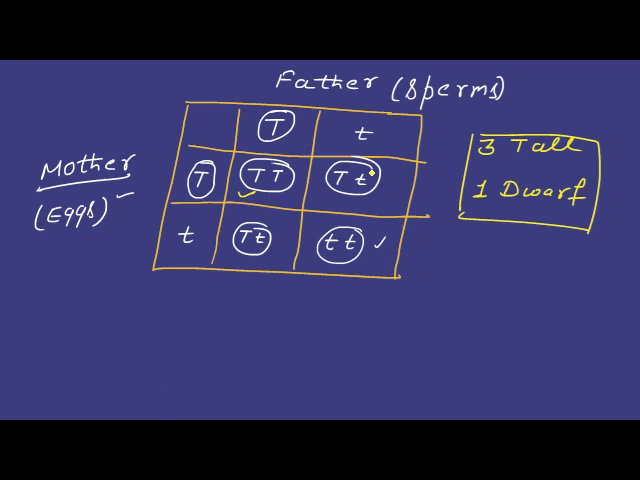 Father (Sperms)
T t
3 Tall
Mother
T TT Tt
1 Dwarf
(Eggs)
t Tt tt